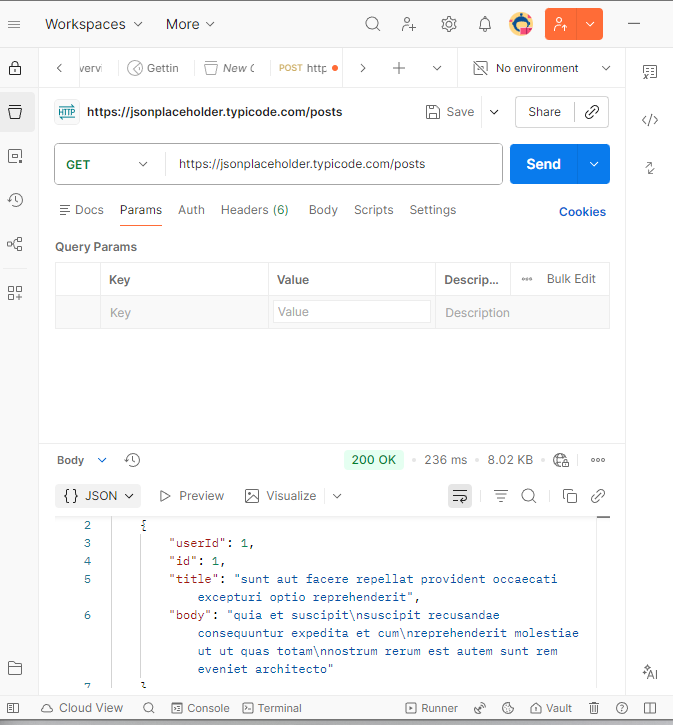 Workspaces More
vervi Gettin New C POST http No environment
HTTP https://jsonplaceholder.typicode.com/posts Save Share
GET https://jsonplaceholder.typicode.com/posts Send
Docs Params Auth Headers (6) Body Scripts Settings Cookies
Query Params
Key Value Descrip... ••• Bulk Edit
Key Value Description
Body 200 OK • 236 ms • 8.02 KB • •••
{} JSON Preview Visualize
2 {
3 "userId": 1,
4 "id": 1,
5 "title": "sunt aut facere repellat provident occaecati
excepturi optio reprehenderit",
6 "body": "quia et suscipit\nsuscipit recusandae
consequuntur expedita et cum\nreprehenderit molestiae
ut ut quas totam\nnostrum rerum est autem sunt rem
eveniet architecto"
7 }
AI
Cloud View Console Terminal Runner Vault